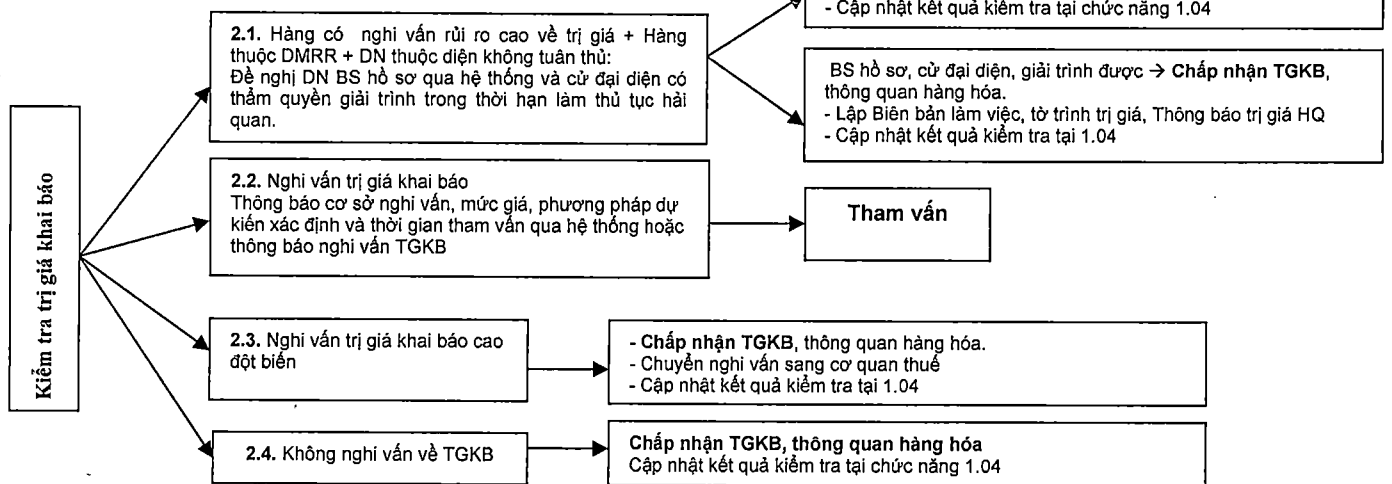 - Cập nhật kết quả kiểm tra tại chức năng 1.04
2.1. Hàng có nghi vấn rủi ro cao về trị giá + Hàng
thuộc DMRR + DN thuộc diện không tuân thủ:
Đề nghị DN BS hồ sơ qua hệ thống và cử đại diện có
thẩm quyền giải trình trong thời hạn làm thủ tục hải
quan.
BS hồ sơ, cử đại diện, giải trình được → Chấp nhận TGKB,
thông quan hàng hóa.
- Lập Biên bản làm việc, tờ trình trị giá, Thông báo trị giá HQ
- Cập nhật kết quả kiểm tra tại 1.04
Kiểm tra trị giá khai báo
2.2. Nghi vấn trị giá khai báo
Thông báo cơ sở nghi vấn, mức giá, phương pháp dự
kiến xác định và thời gian tham vấn qua hệ thống hoặc
thông báo nghi vấn TGKB
Tham vấn
2.3. Nghi vấn trị giá khai báo cao
đột biến
- Chấp nhận TGKB, thông quan hàng hóa.
- Chuyển nghi vấn sang cơ quan thuế
- Cập nhật kết quả kiểm tra tại 1.04
2.4. Không nghi vấn về TGKB
Chấp nhận TGKB, thông quan hàng hóa
Cập nhật kết quả kiểm tra tại chức năng 1.04